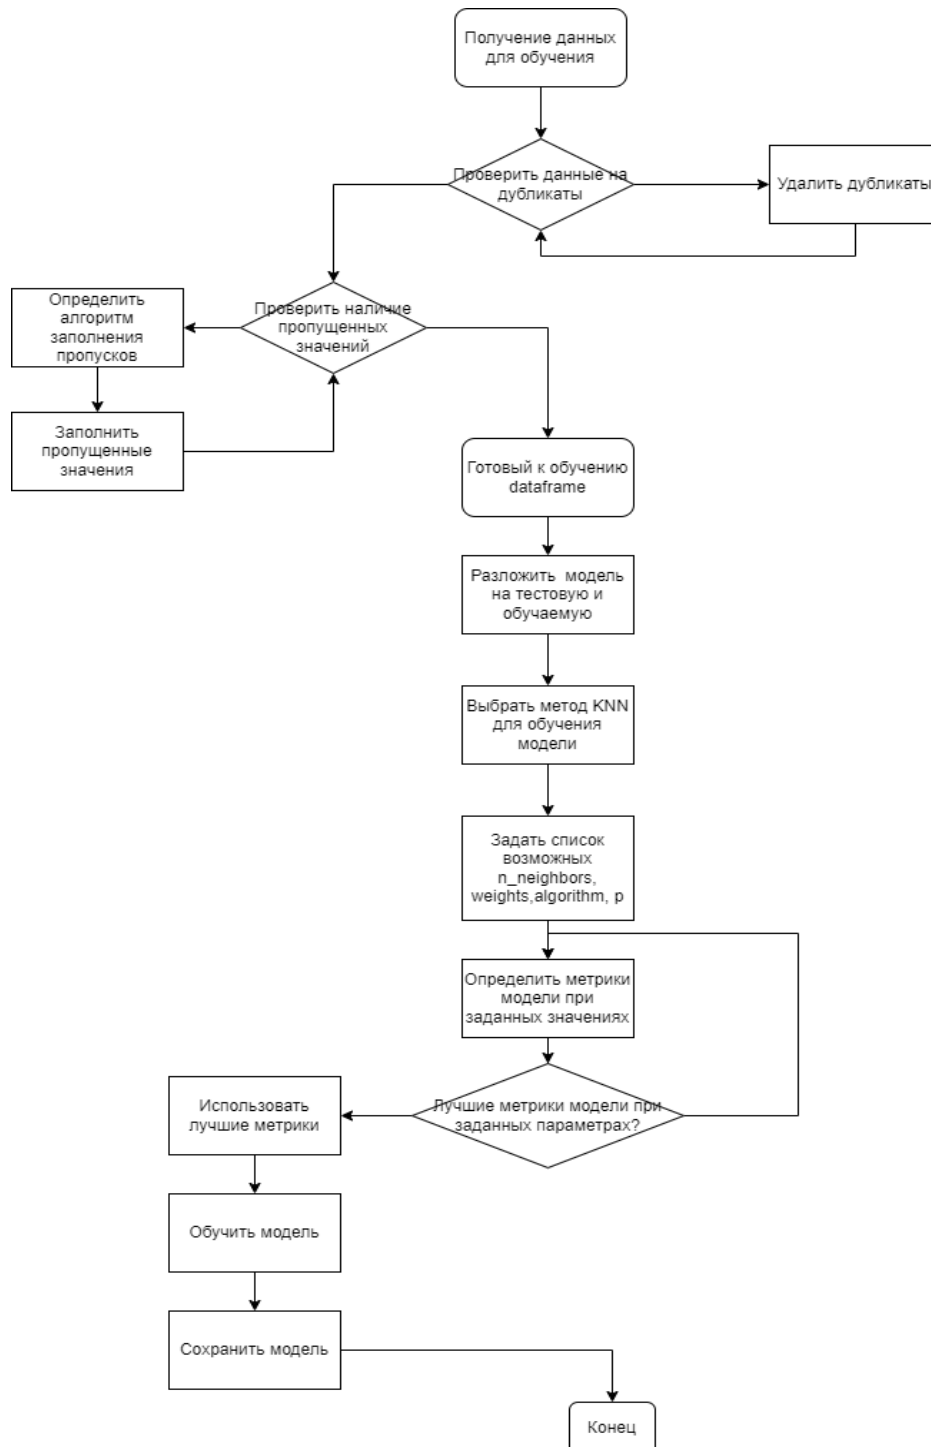 Получение данных
для обучения
Проверить данные на
дубликаты
Удалить дубликаты
Проверить наличие
пропущенных
значений
Определить
алгоритм
заполнения
пропусков
Заполнить
пропущенные
значения
Готовый к обучению
dataframe
Разложить модель
на тестовую и
обучаемую
Выбрать метод KNN
для обучения
модели
Задать список
возможных
n_neighbors,
weights,algorithm, p
Определить метрики
модели при
заданных значениях
Лучшие метрики модели при
заданных параметрах?
Использовать
лучшие метрики
Обучить модель
Сохранить модель
Конец